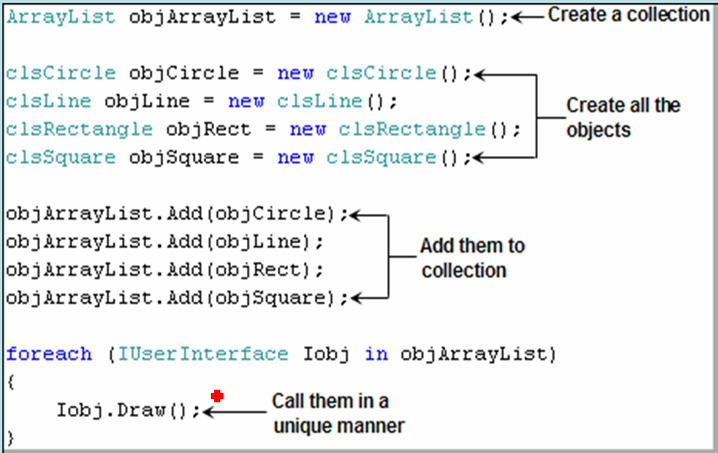 ArrayList objArrayList = new ArrayList(); Create a collection
clsCircle objCircle = new clsCircle();
clsLine objLine = new clsLine();
clsRectangle objRect = new clsRectangle();
clsSquare objSquare = new clsSquare();
Create all the
objects
objArrayList.Add(objCircle);
objArrayList.Add(objLine);
objArrayList.Add(objRect);
objArrayList.Add(objSquare);
Add them to
collection
foreach (IUserInterface Iobj in objArrayList)
{
Iobj.Draw();
Call them in a
unique manner
}